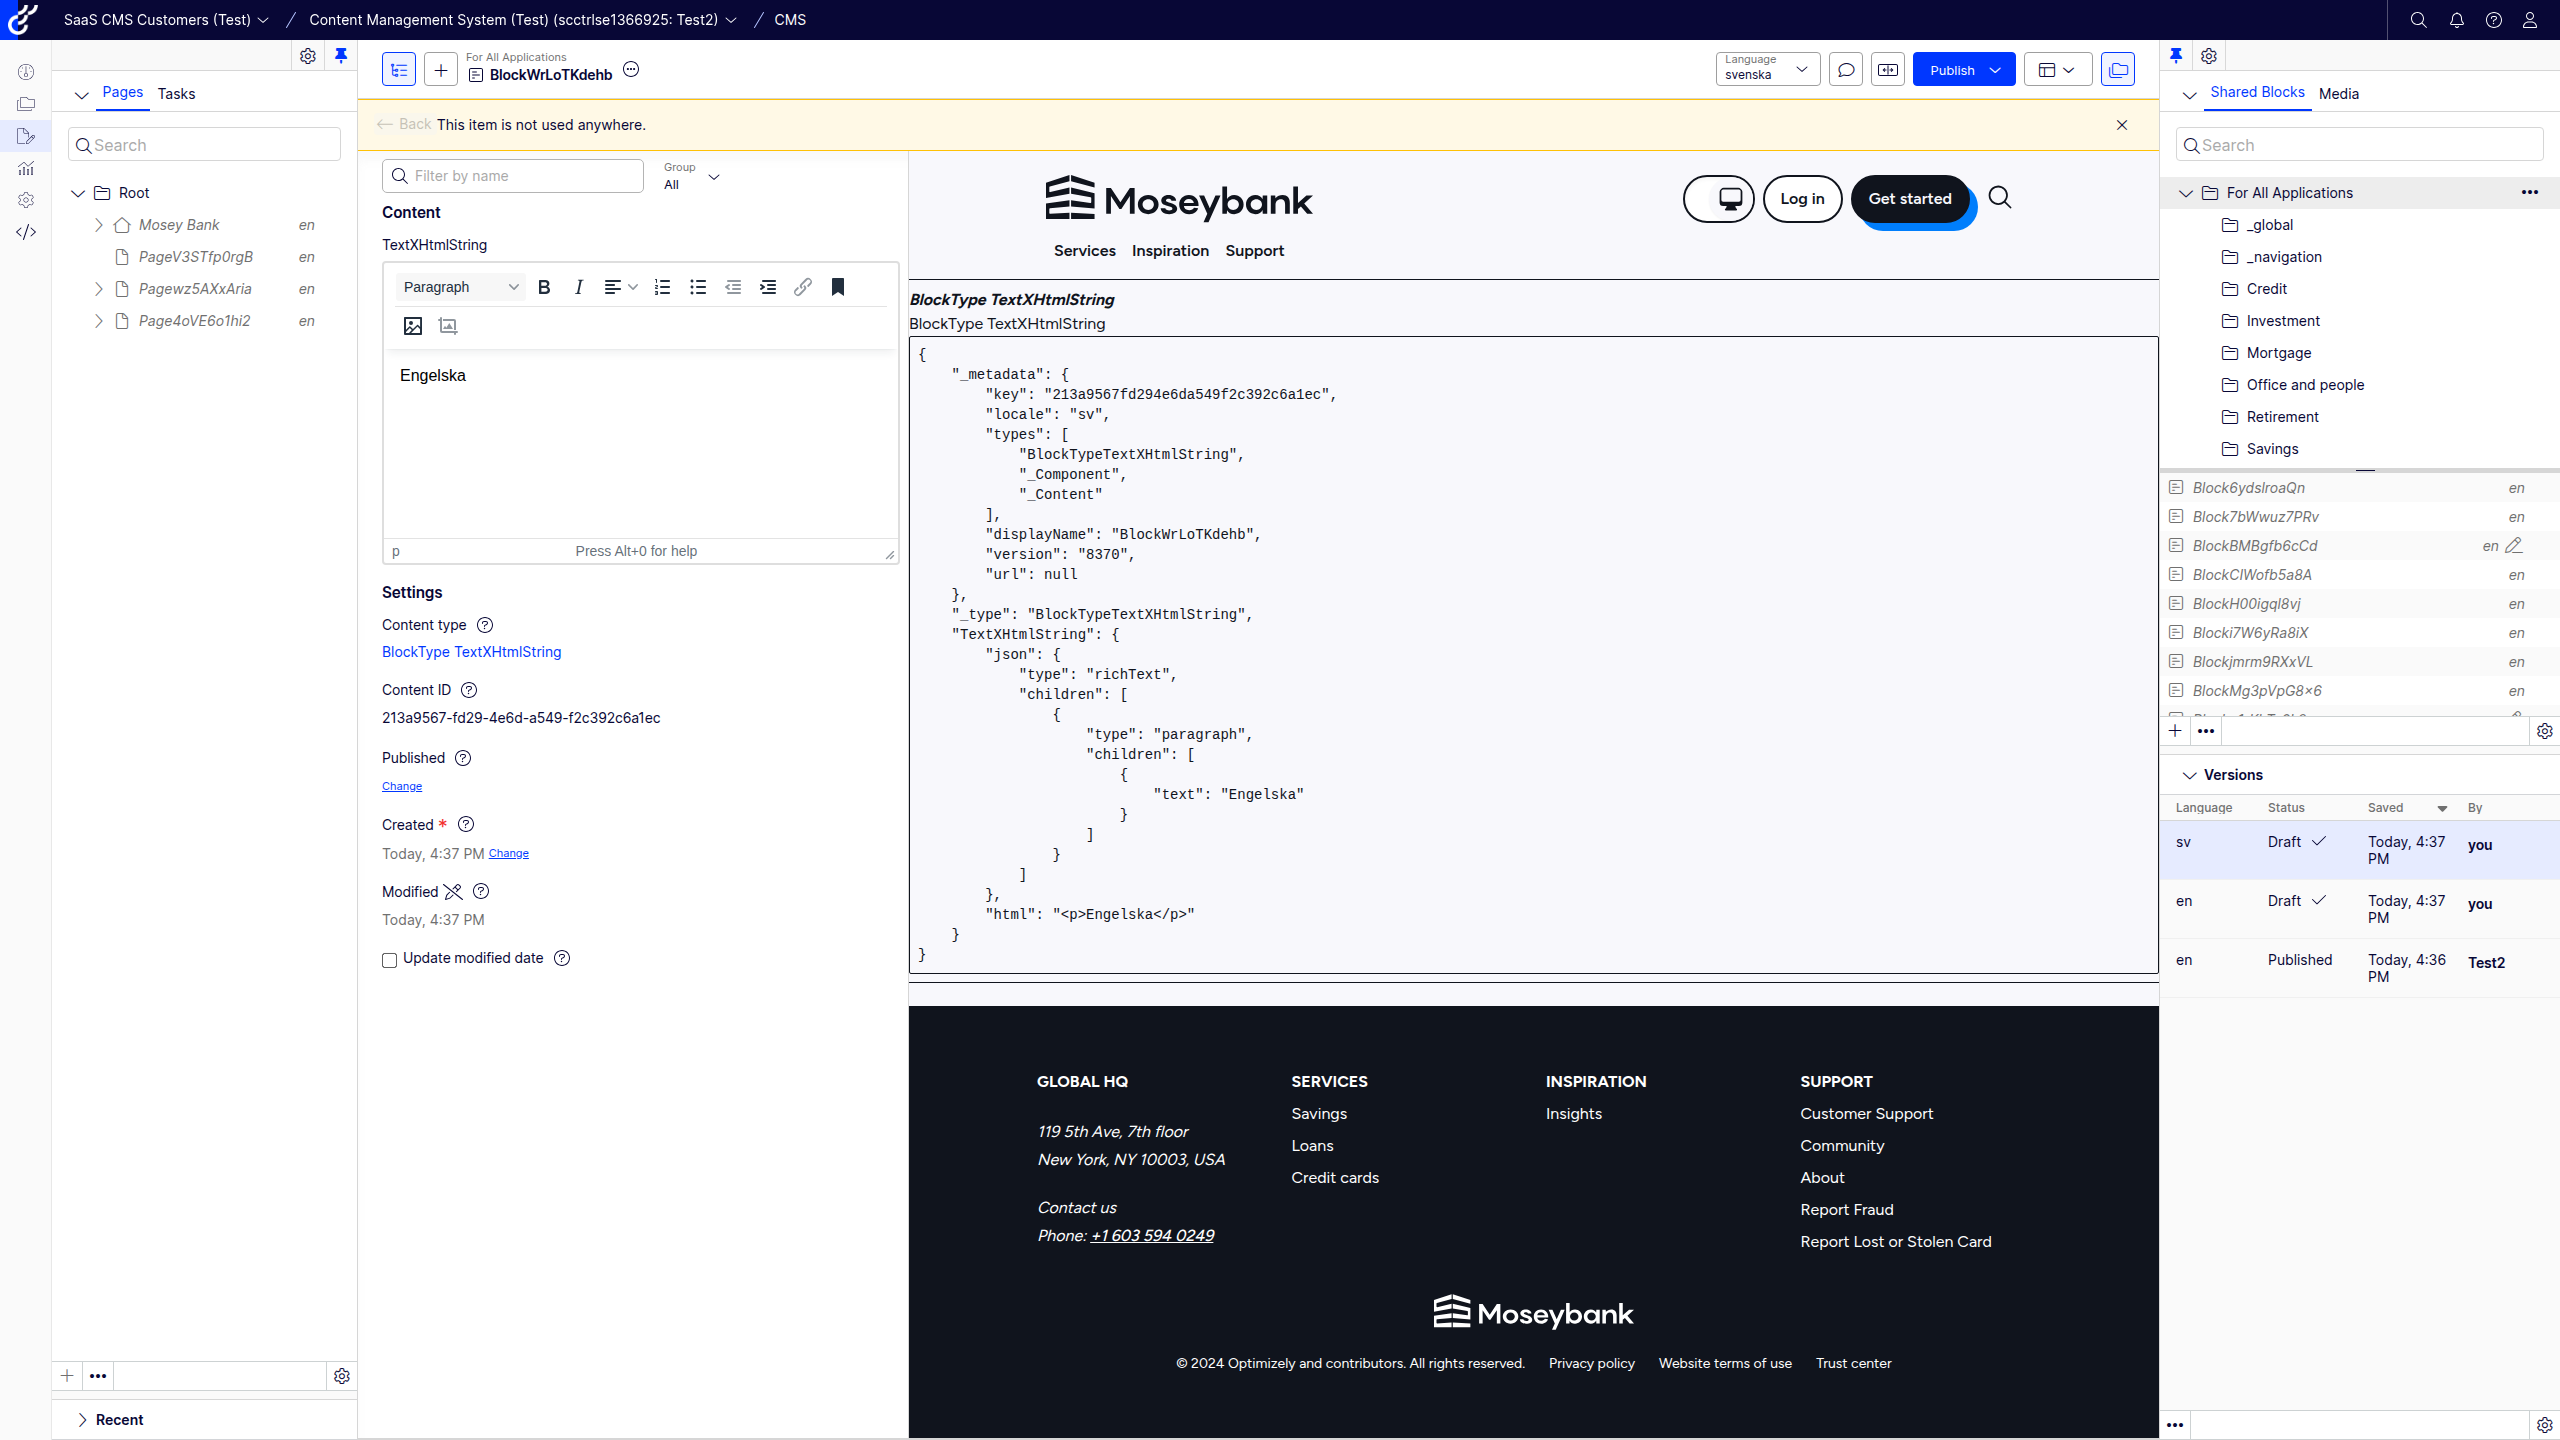 SaaS CMS Customers (Test) / Content Management System (Test) (scctrlse1366925: Test2) / CMS
Pages Tasks
Search
Root
Mosey Bank en
PageV3STfp0rgB en
Pagewz5AXxAria en
Page4oVE6o1hi2 en
Recent
For All Applications
BlockWrLoTKdehb
Language
svenska
Publish
Back This item is not used anywhere.
Filter by name
Group
All
Content
TextXHtmlString
Paragraph
Engelska
p Press Alt+0 for help
Settings
Content type
BlockType TextXHtmlString
Content ID
213a9567-fd29-4e6d-a549-f2c392c6a1ec
Published
Change
Created *
Today, 4:37 PM Change
Modified
Today, 4:37 PM
Update modified date
Moseybank
Log in
Get started
Services Inspiration Support
BlockType TextXHtmlString
BlockType TextXHtmlString
{
    "_metadata": {
        "key": "213a9567fd294e6da549f2c392c6a1ec",
        "locale": "sv",
        "types": [
            "BlockTypeTextXHtmlString",
            "_Component",
            "_Content"
        ],
        "displayName": "BlockWrLoTKdehb",
        "version": "8370",
        "url": null
    },
    "_type": "BlockTypeTextXHtmlString",
    "TextXHtmlString": {
        "json": {
            "type": "richText",
            "children": [
                {
                    "type": "paragraph",
                    "children": [
                        {
                            "text": "Engelska"
                        }
                    ]
                }
            ]
        },
        "html": "<p>Engelska</p>"
    }
}
GLOBAL HQ
119 5th Ave, 7th floor
New York, NY 10003, USA
Contact us
Phone: +1 603 594 0249
SERVICES
Savings
Loans
Credit cards
INSPIRATION
Insights
SUPPORT
Customer Support
Community
About
Report Fraud
Report Lost or Stolen Card
Moseybank
© 2024 Optimizely and contributors. All rights reserved. Privacy policy Website terms of use Trust center
Shared Blocks Media
Search
For All Applications
_global
_navigation
Credit
Investment
Mortgage
Office and people
Retirement
Savings
Block6ydslroaQn en
Block7bWwuz7PRv en
BlockBMBgfb6cCd en
BlockClWofb5a8A en
BlockH00igql8vj en
Blocki7W6yRa8iX en
Blockjmrm9RXxVL en
BlockMg3pVpG8x6 en
Versions
Language Status Saved By
sv Draft Today, 4:37 PM you
en Draft Today, 4:37 PM you
en Published Today, 4:36 PM Test2